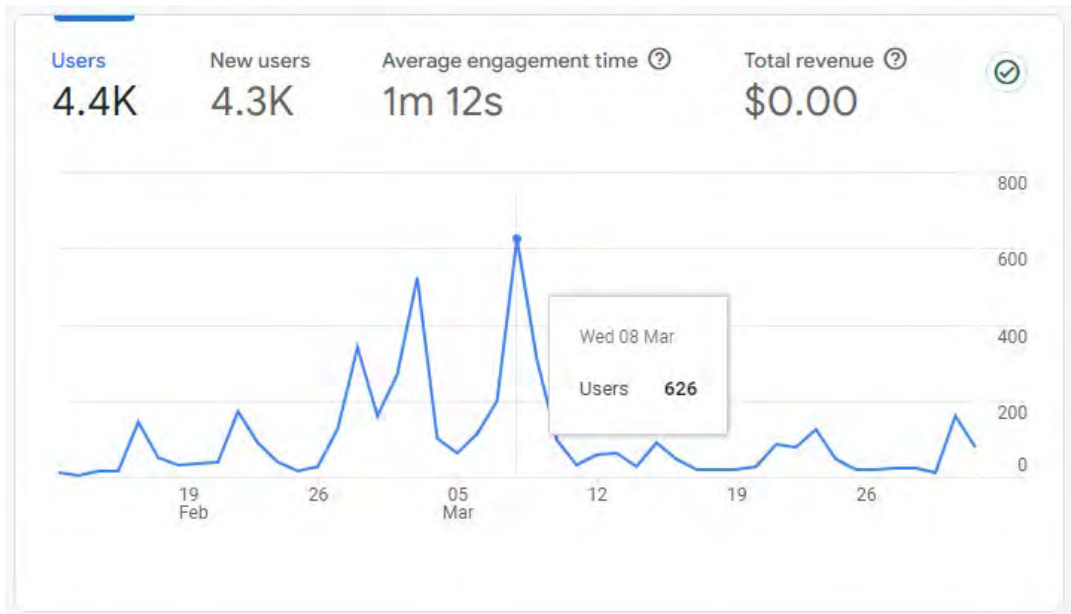 Users
4.4K
New users
4.3K
Average engagement time
1m 12s
Total revenue
$0.00
800
600
400
200
0
Wed 08 Mar
Users 626
19
Feb
26
05
Mar
12
19
26